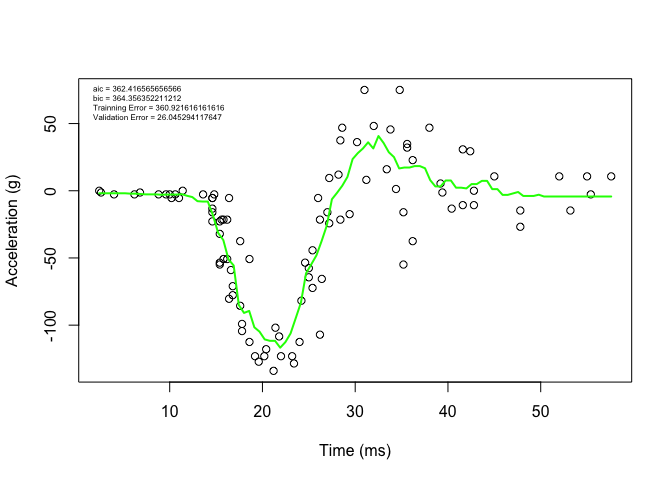 aic = 362.416565656566
bic = 364.356352211212
Trainning Error = 360.921616161616
Validation Error = 26.045294117647
Acceleration (g)
50
0
-50
-100
10 20 30 40 50
Time (ms)